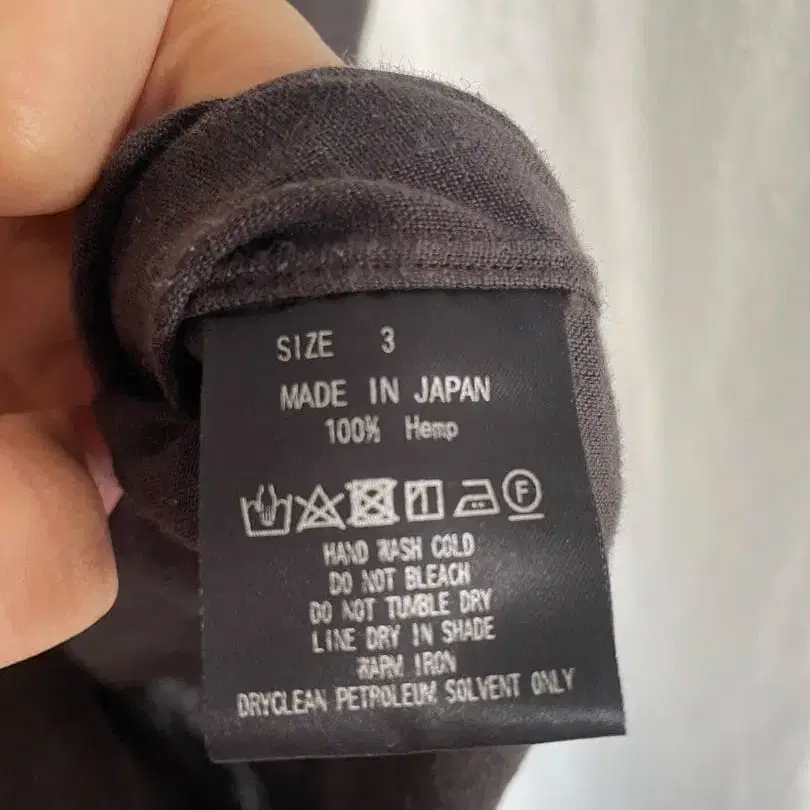 SIZE 3
MADE IN JAPAN
100% Hemp
F
HAND WASH COLD
DO NOT BLEACH
DO NOT TUMBLE DRY
LINE DRY IN SHADE
WARM IRON
DRYCLEAN PETROLEUM SOLVENT ONLY